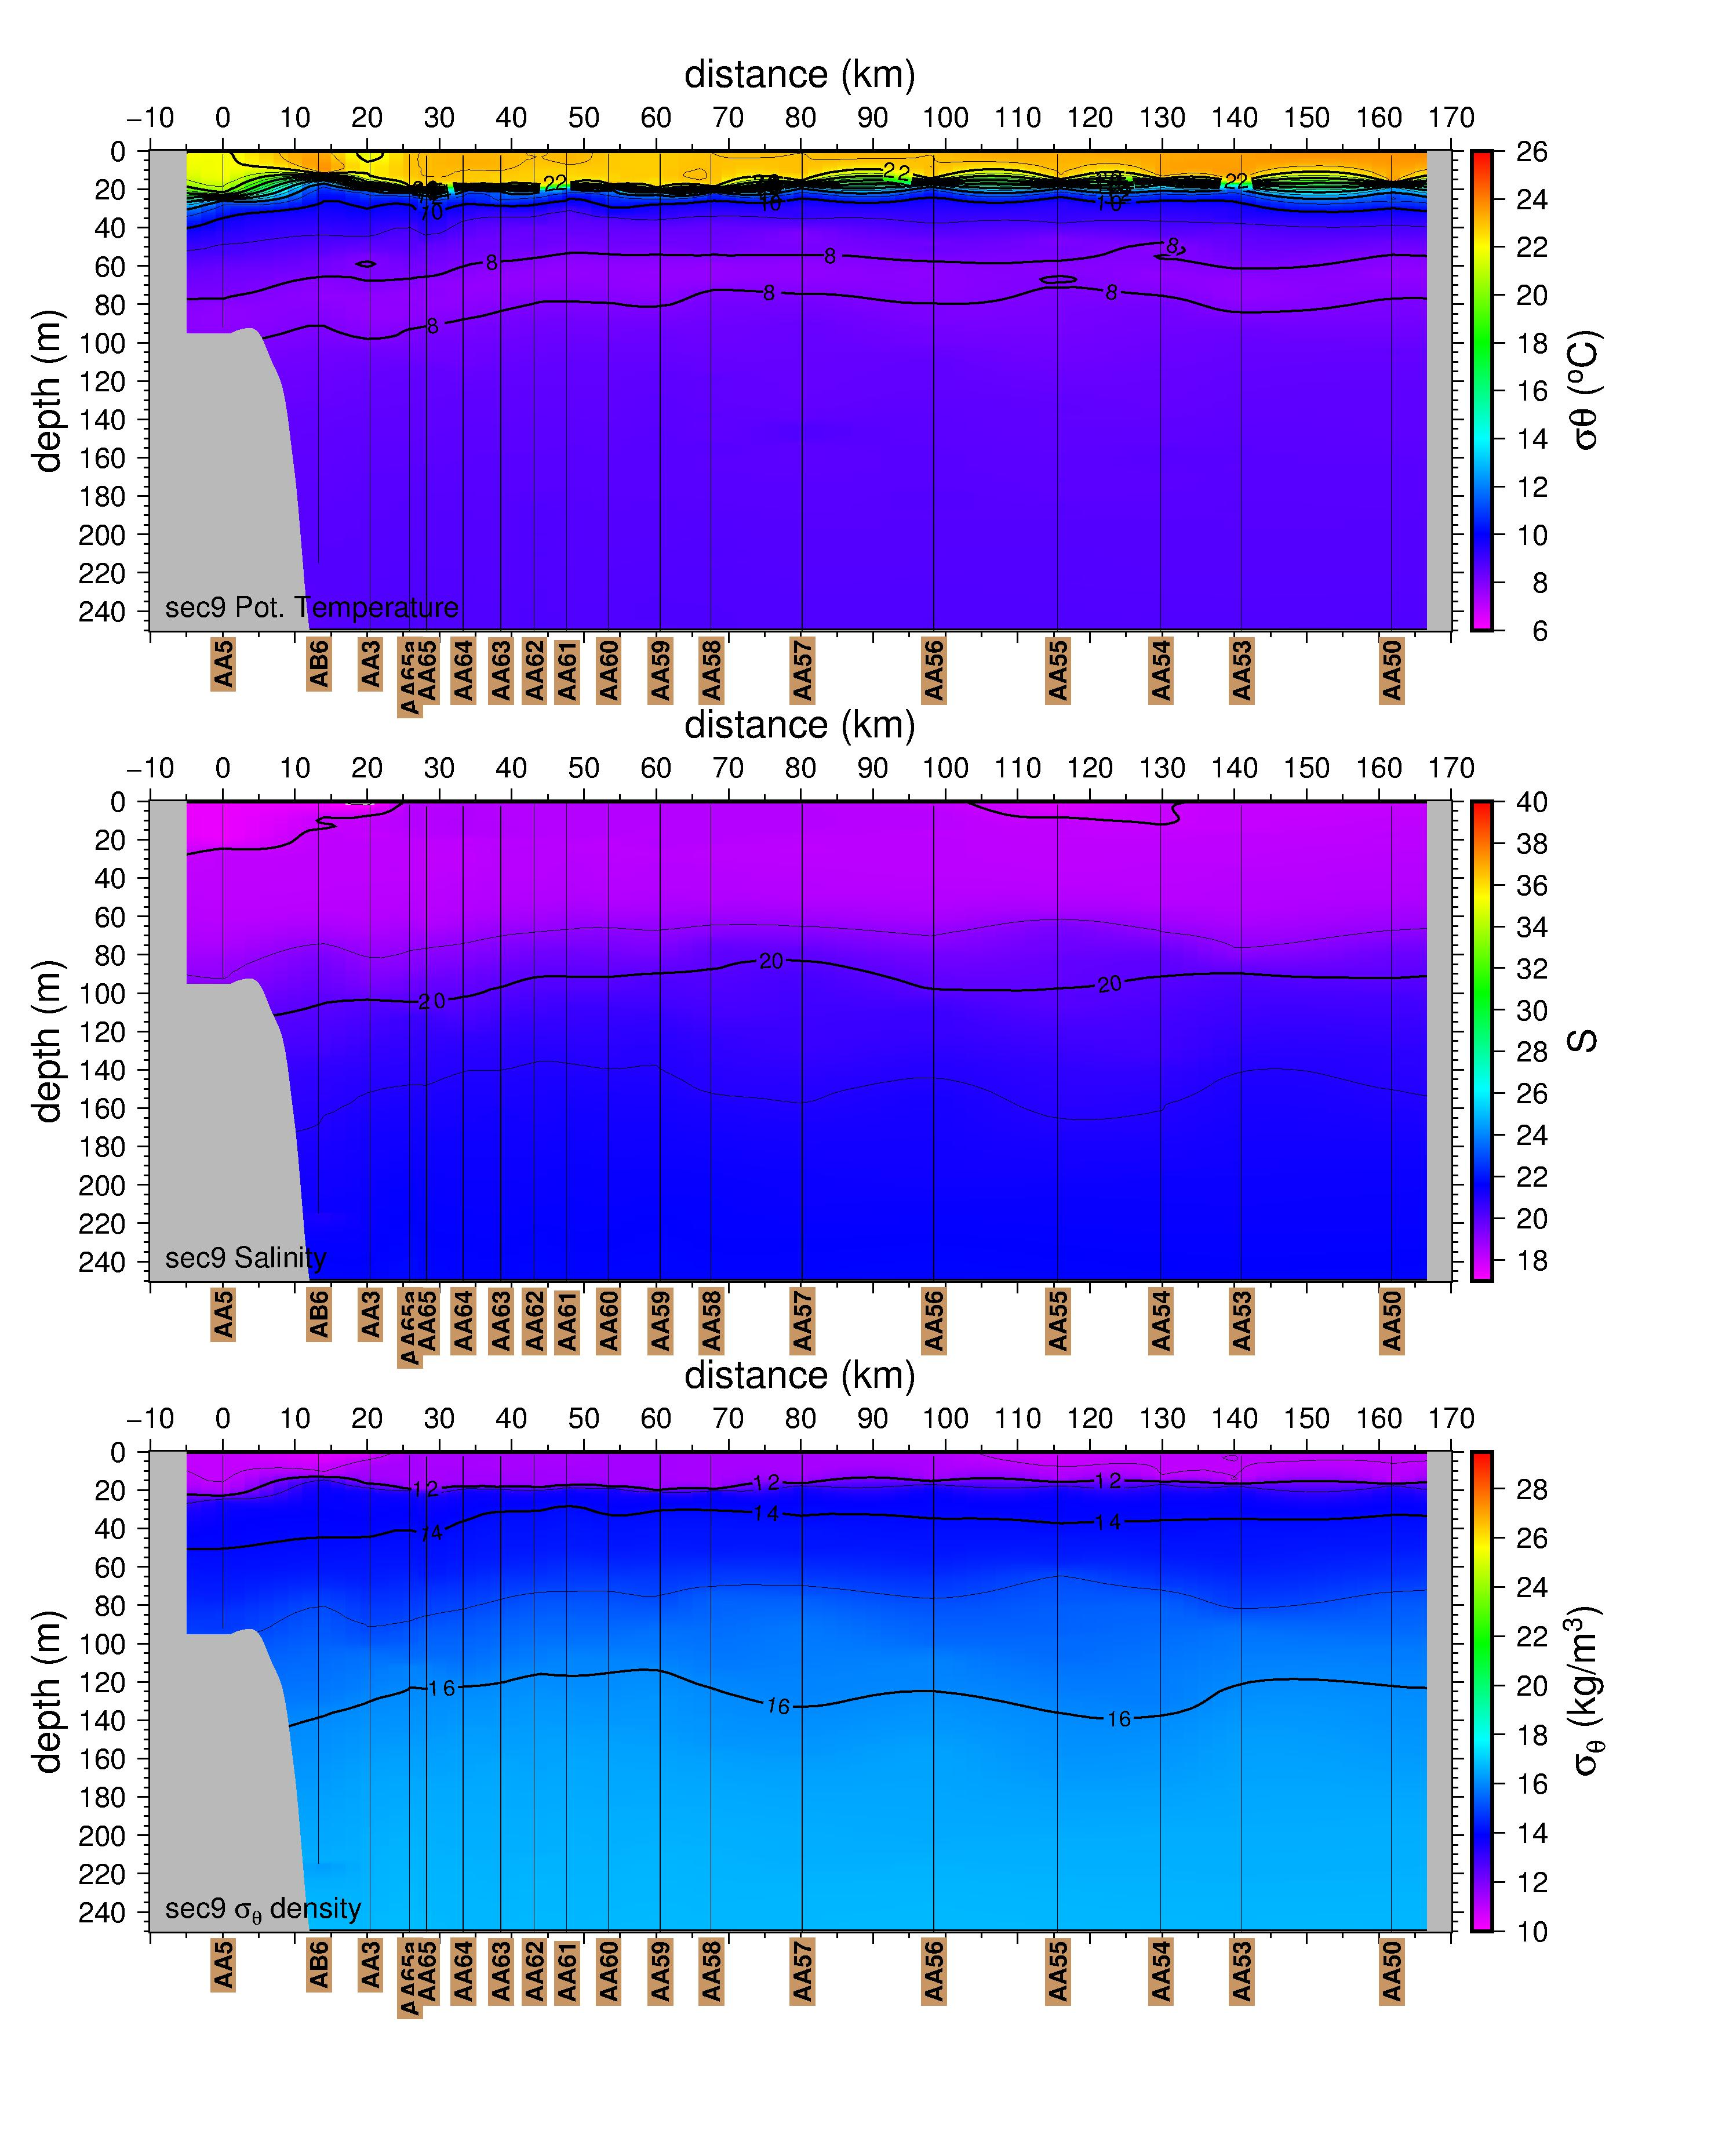 distance (km)
−10 0 10 20 30 40 50 60 70 80 90 100 110 120 130 140 150 160 170
0
20
40
60
80
100
120
140
160
180
200
220
240
depth (m)
22 22 22
10 10 10
8 8 8
8 8
8
sec9 Pot. Temperature
26
24
22
20
18
16
14
12
10
8
6
σθ (ºC)
AA5 AB6 AA3 AA65a AA65 AA64 AA63 AA62 AA61 AA60 AA59 AA58 AA57 AA56 AA55 AA54 AA53 AA50
distance (km)
−10 0 10 20 30 40 50 60 70 80 90 100 110 120 130 140 150 160 170
0
20
40
60
80
100
120
140
160
180
200
220
240
depth (m)
20 20 20
sec9 Salinity
40
38
36
34
32
30
28
26
24
22
20
18
S
AA5 AB6 AA3 AA65a AA65 AA64 AA63 AA62 AA61 AA60 AA59 AA58 AA57 AA56 AA55 AA54 AA53 AA50
distance (km)
−10 0 10 20 30 40 50 60 70 80 90 100 110 120 130 140 150 160 170
0
20
40
60
80
100
120
140
160
180
200
220
240
depth (m)
12 12 12
14 14 14
16 16 16
sec9 σθ density
28
26
24
22
20
18
16
14
12
10
σθ (kg/m³)
AA5 AB6 AA3 AA65a AA65 AA64 AA63 AA62 AA61 AA60 AA59 AA58 AA57 AA56 AA55 AA54 AA53 AA50